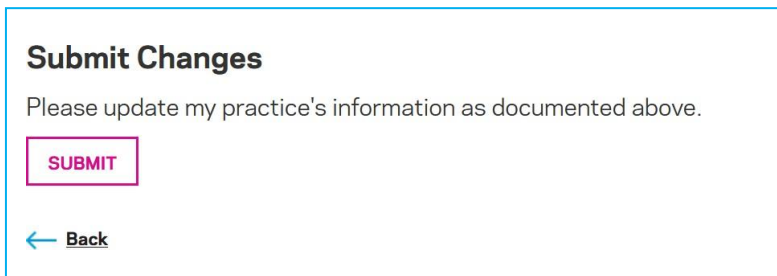 Submit Changes
Please update my practice's information as documented above.
SUBMIT
Back